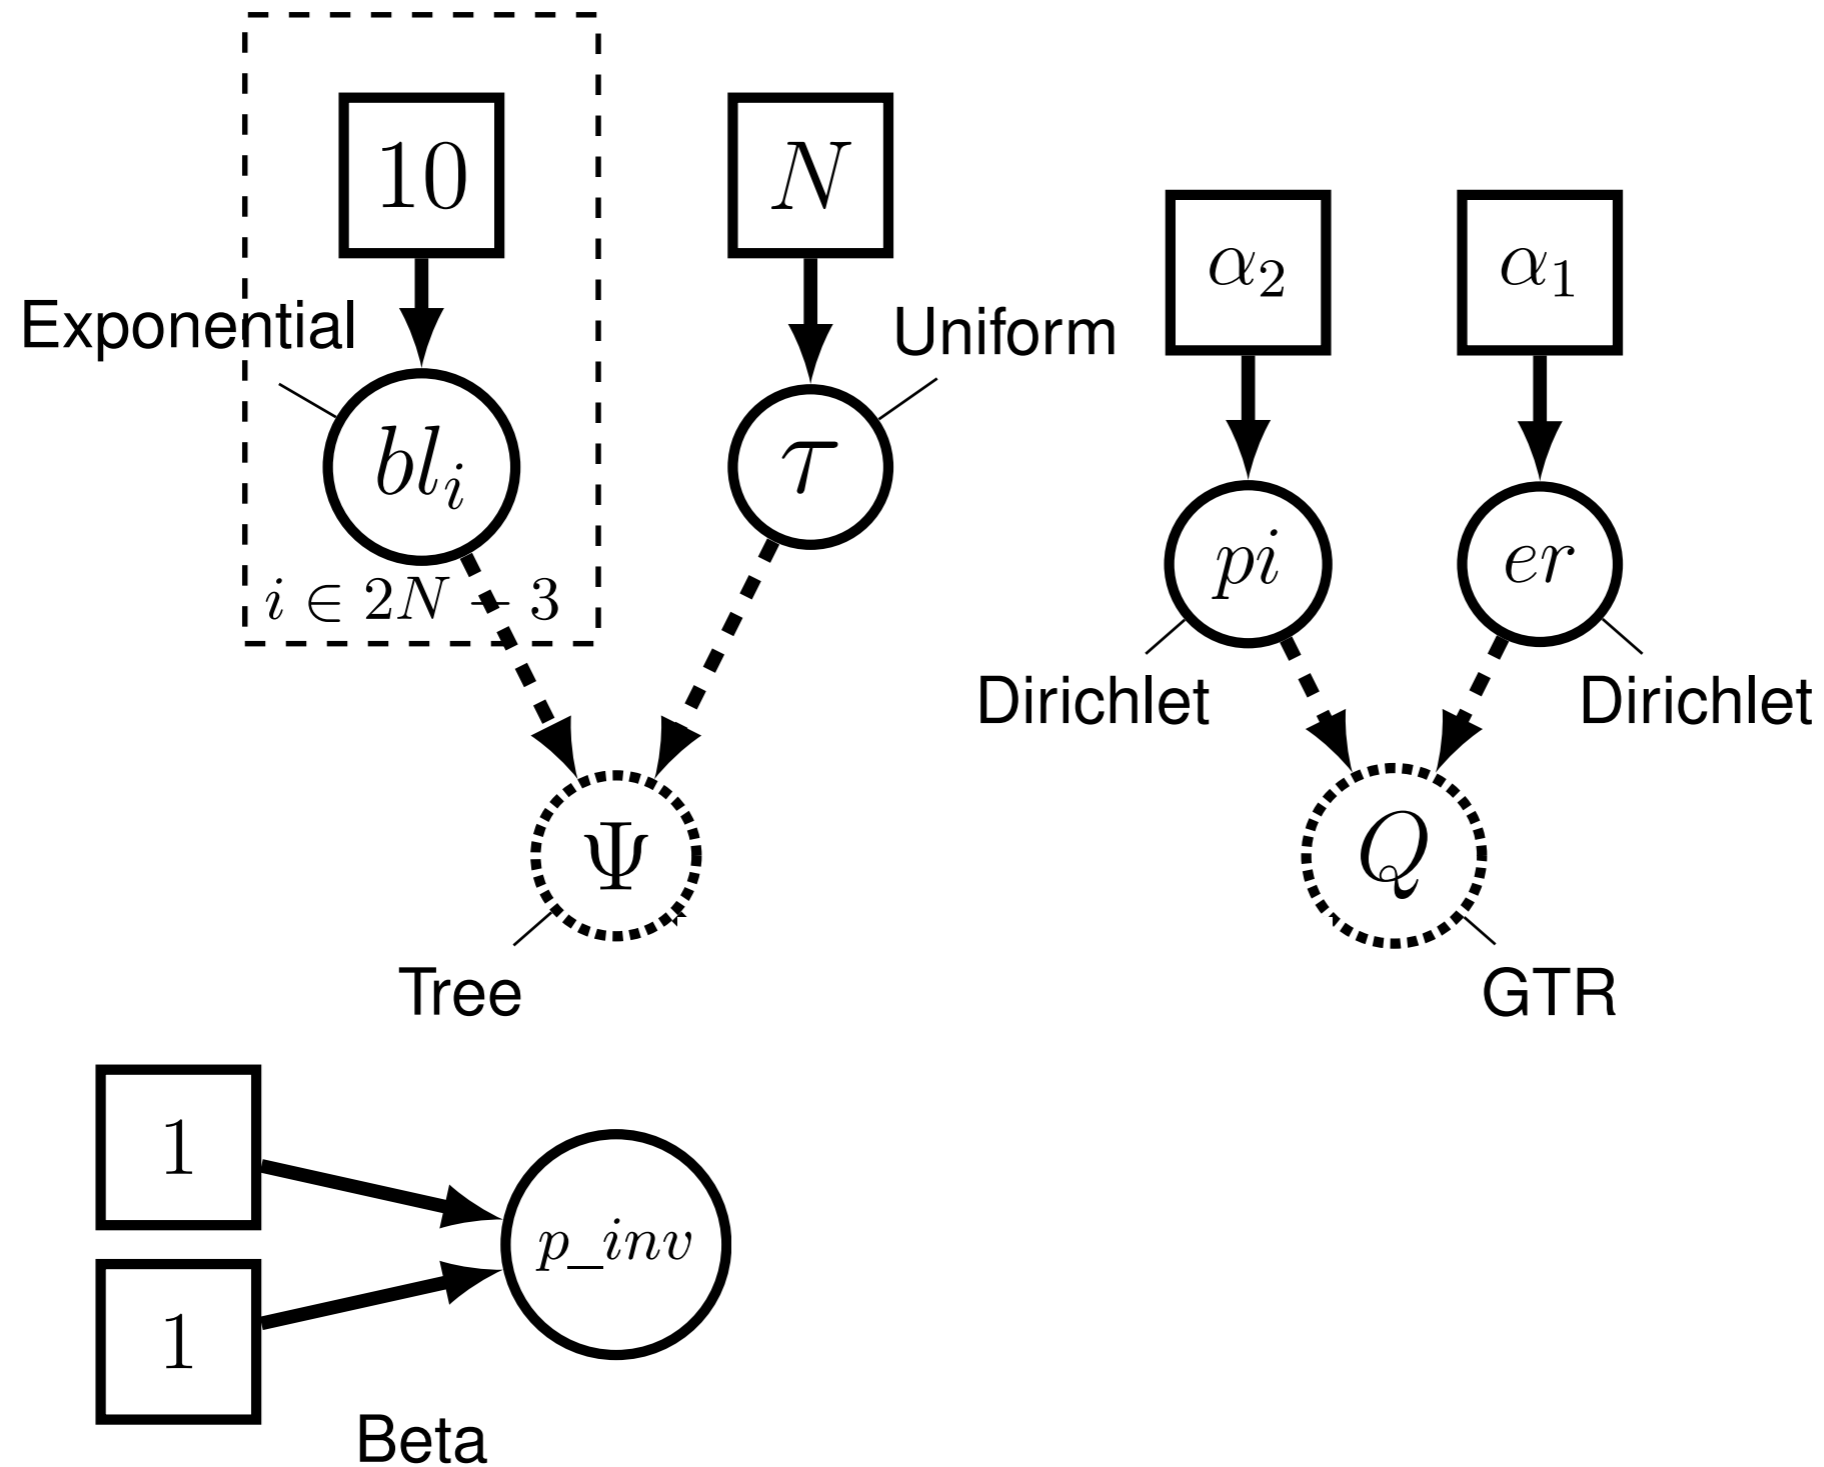 10
N
α₂
α₁
Exponential
Uniform
blᵢ
τ
pi
er
i ∈ 2N − 3
Dirichlet
Dirichlet
Ψ
Q
Tree
GTR
1
p_inv
1
Beta